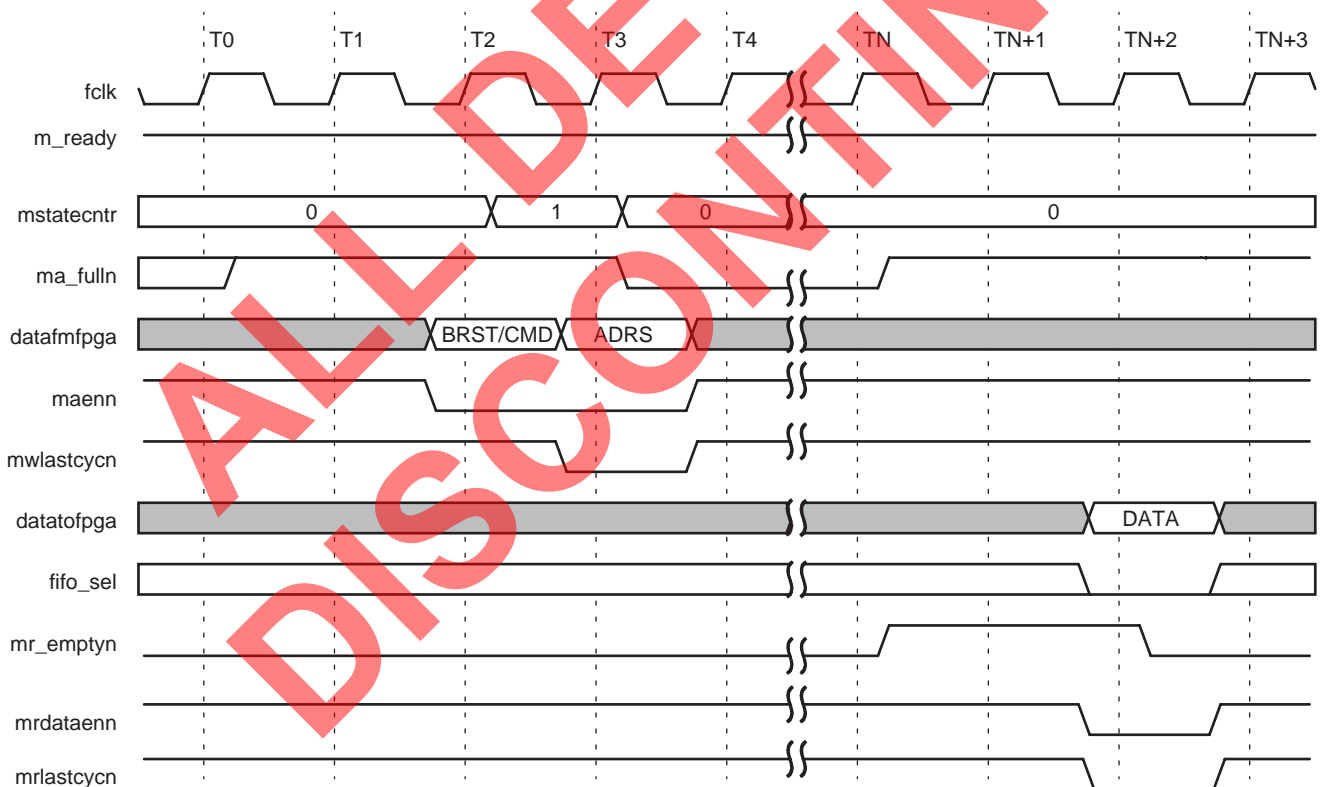 T0 T1 T2 T3 T4 TN TN+1 TN+2 TN+3
fclk
m_ready
mstatecntr 0 1 0 0
ma_fulln
datafmfpga BRST/CMD ADRS
maenn
mwlastcycn
datatofpga DATA
fifo_sel
mr_emptyn
mrdataenn
mrlastcycn
ALL DE
DISCONTIN